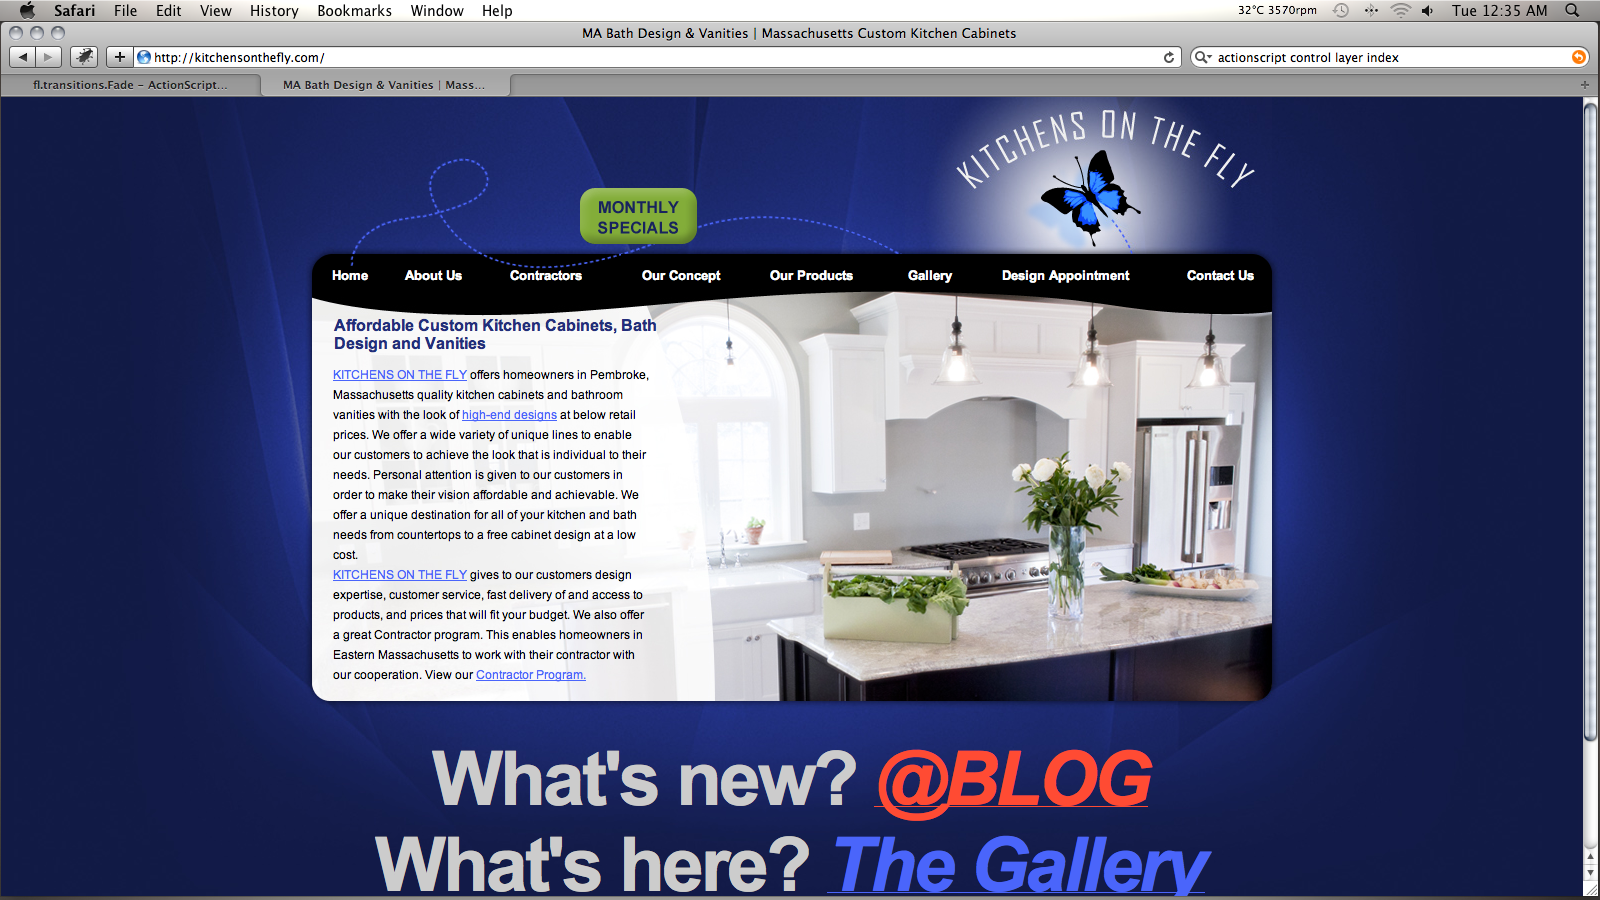 Safari File Edit View History Bookmarks Window Help 32°C 3570rpm Tue 12:35 AM
MA Bath Design & Vanities | Massachusetts Custom Kitchen Cabinets
http://kitchensonthefly.com/ actionscript control layer index
fl.transitions.Fade – ActionScript... MA Bath Design & Vanities | Mass...
KITCHENS ON THE FLY
MONTHLY
SPECIALS
Home About Us Contractors Our Concept Our Products Gallery Design Appointment Contact Us
Affordable Custom Kitchen Cabinets, Bath
Design and Vanities
KITCHENS ON THE FLY offers homeowners in Pembroke,
Massachusetts quality kitchen cabinets and bathroom
vanities with the look of high-end designs at below retail
prices. We offer a wide variety of unique lines to enable
our customers to achieve the look that is individual to their
needs. Personal attention is given to our customers in
order to make their vision affordable and achievable. We
offer a unique destination for all of your kitchen and bath
needs from countertops to a free cabinet design at a low
cost.
KITCHENS ON THE FLY gives to our customers design
expertise, customer service, fast delivery of and access to
products, and prices that will fit your budget. We also offer
a great Contractor program. This enables homeowners in
Eastern Massachusetts to work with their contractor with
our cooperation. View our Contractor Program.
What's new? @BLOG
What's here? The Gallery